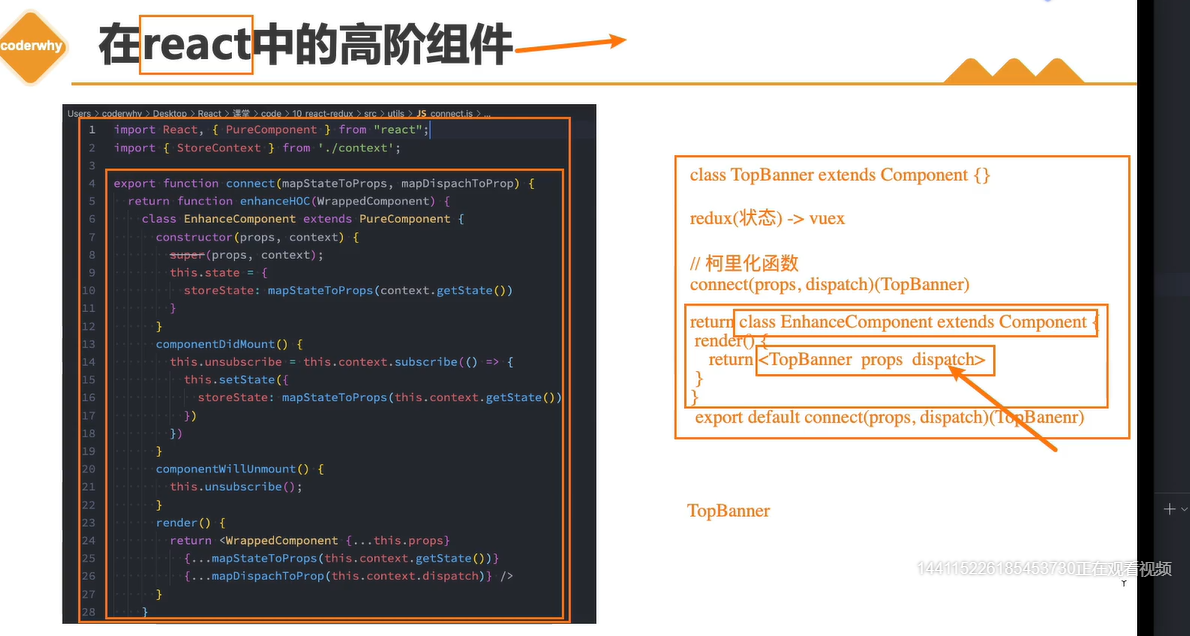 coderwhy
在react中的高阶组件
Users > coderwhy > Desktop > React > 课堂 > code > 10_react-redux > src > utils > JS connect.js > ...
1 import React, { PureComponent } from "react";
2 import { StoreContext } from './context';
3
4 export function connect(mapStateToProps, mapDispachToProp) {
5 return function enhanceHOC(WrappedComponent) {
6 class EnhanceComponent extends PureComponent {
7 constructor(props, context) {
8 super(props, context);
9 this.state = {
10 storeState: mapStateToProps(context.getState())
11 }
12 }
13 componentDidMount() {
14 this.unsubscribe = this.context.subscribe(() => {
15 this.setState({
16 storeState: mapStateToProps(this.context.getState())
17 })
18 })
19 }
20 componentWillUnmount() {
21 this.unsubscribe();
22 }
23 render() {
24 return <WrappedComponent {...this.props}
25 {...mapStateToProps(this.context.getState())}
26 {...mapDispachToProp(this.context.dispatch)} />
27 }
28 }
class TopBanner extends Component {}
redux(状态) -> vuex
// 柯里化函数
connect(props, dispatch)(TopBanner)
return class EnhanceComponent extends Component {
render() {
return <TopBanner props dispatch>
}
}
export default connect(props, dispatch)(TopBanenr)
TopBanner
144115226185453730正在观看视频